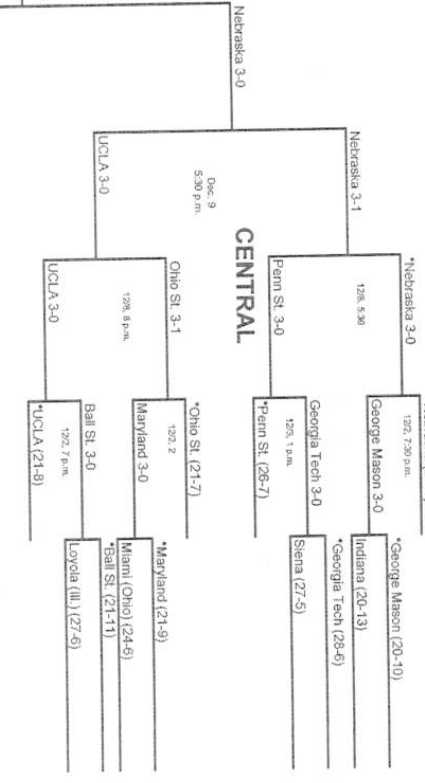 *George Mason (20-10)
Indiana (20-13)
*Georgia Tech (28-6)
Siena (27-5)
*Maryland (21-9)
Miami (Ohio) (24-6)
*Ball St. (21-11)
Loyola (Ill.) (27-6)
12/2, 7:30 p.m.
George Mason 3-0
Georgia Tech 3-0
12/3, 1 p.m.
*Penn St. (26-7)
*Ohio St. (21-7)
12/2, 2
Maryland 3-0
Ball St. 3-0
12/2, 7 p.m.
*UCLA (21-8)
*Nebraska 3-0
12/8, 5:30
Penn St. 3-0
Ohio St. 3-1
12/8, 8 p.m.
UCLA 3-0
CENTRAL
Nebraska 3-1
Dec. 9
5:30 p.m.
UCLA 3-0
Nebraska 3-0